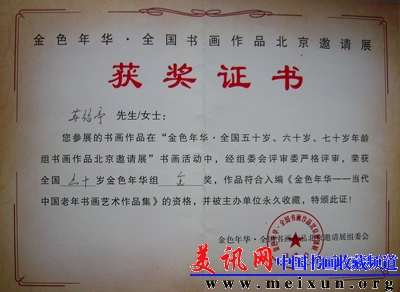 金色年华·全国书画作品北京邀请展
获奖证书
先生/女士：
您参展的书画作品在“金色年华·全国五十岁、六十岁、七十岁年龄
组书画作品北京邀请展”书画活动中，经组委会评审委严格评审，荣获
全国 六十 岁金色年华组 金 奖，作品符合入编《金色年华——当代
中国老年书画艺术作品集》的资格，并被主办单位永久收藏，特颁此证！
金色年华·全国书画作品北京邀请展组委会
美讯网 中国书画收藏频道
www.meixun.org